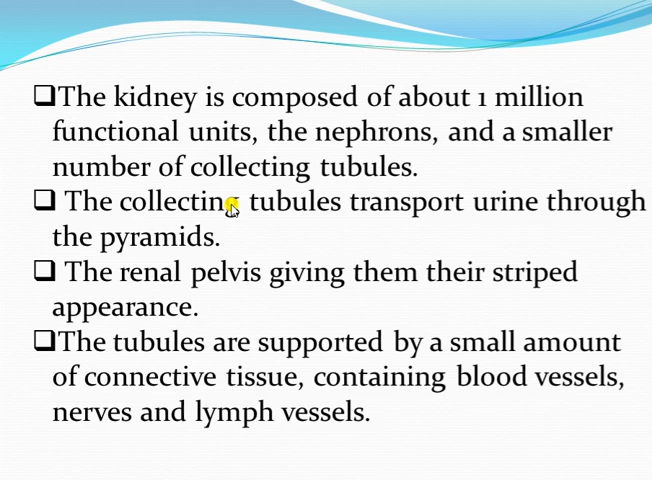 ❑The kidney is composed of about 1 million
functional units, the nephrons, and a smaller
number of collecting tubules.
❑ The collecting tubules transport urine through
the pyramids.
❑ The renal pelvis giving them their striped
appearance.
❑The tubules are supported by a small amount
of connective tissue, containing blood vessels,
nerves and lymph vessels.